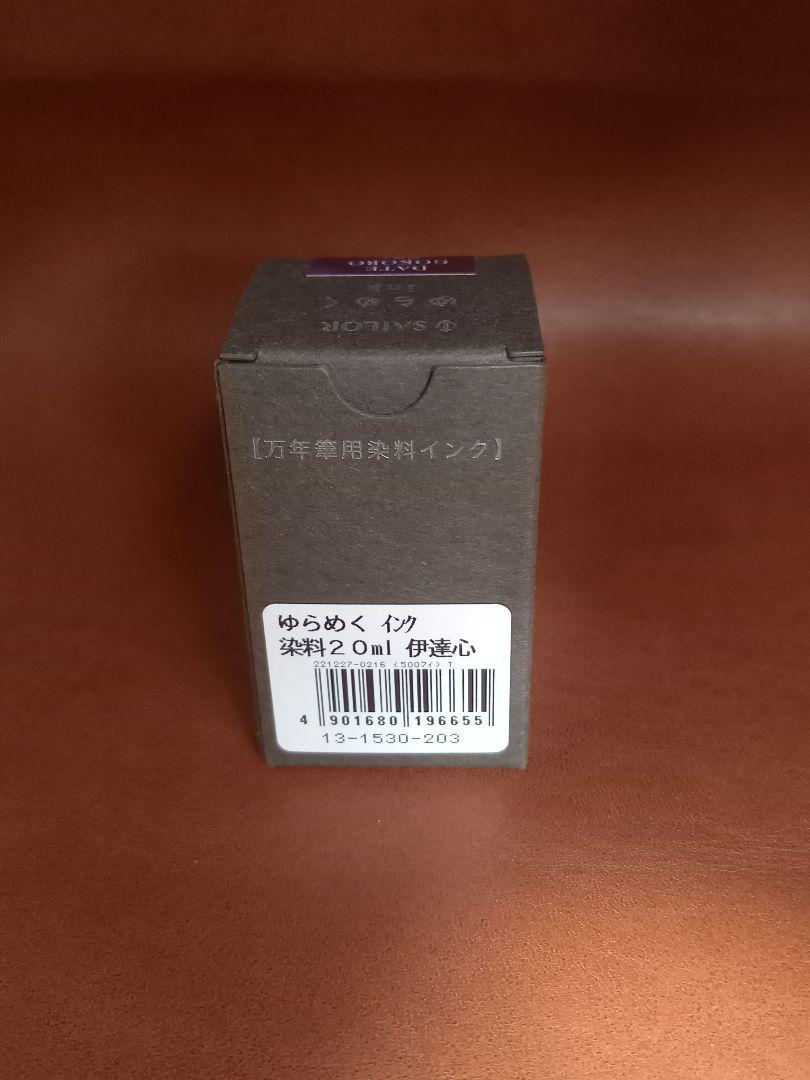 DATE
GOKORO
ink
ゆらめく
SAILOR
【万年筆用染料インク】
ゆらめく インク
染料20ml 伊達心
221227-0216 (5007イ) T
4 901680 196655
13-1530-203